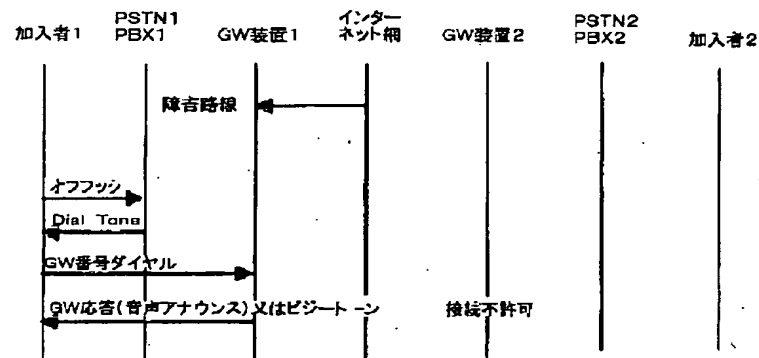 加入者1
PSTN1
PBX1
GW装置1
インター
ネット網
GW装置2
PSTN2
PBX2
加入者2
障害路線
オフフッシ
Dial Tone
GW番号ダイヤル
GW応答(音声アナウンス)又はビジートーン
接続不許可